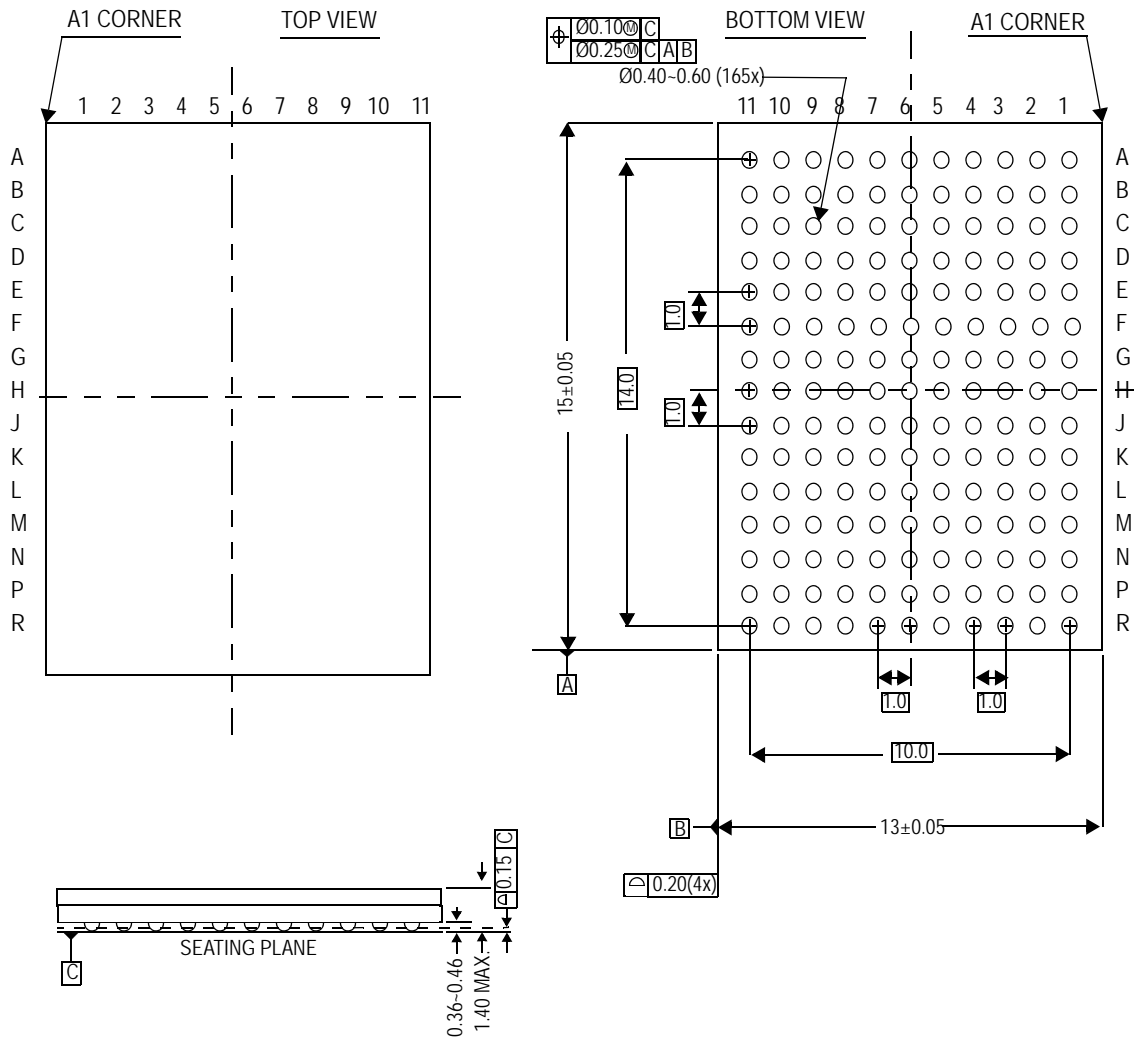 A1 CORNER
TOP VIEW
1 2 3 4 5 6 7 8 9 10 11
A
B
C
D
E
F
G
H
J
K
L
M
N
P
R
Ø0.10Ⓜ C
Ø0.25Ⓜ C A B
Ø0.40~0.60 (165x)
BOTTOM VIEW
A1 CORNER
11 10 9 8 7 6 5 4 3 2 1
A
B
C
D
E
F
G
H
J
K
L
M
N
P
R
15±0.05
14.0
1.0
1.0
A
1.0
1.0
10.0
B
13±0.05
0.20(4x)
0.15 C
SEATING PLANE
C
0.36~0.46
1.40 MAX.